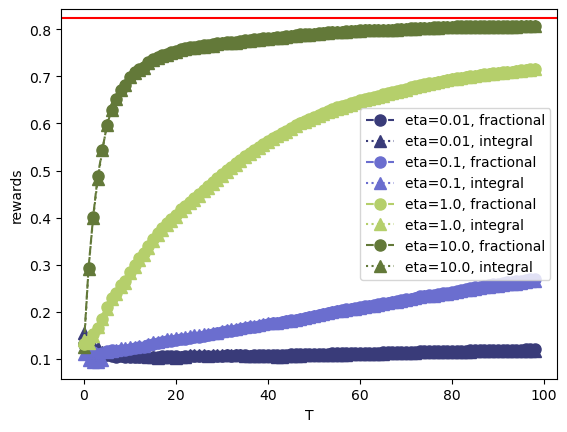 0.8
0.7
0.6
0.5
0.4
0.3
0.2
0.1
rewards
eta=0.01, fractional
eta=0.01, integral
eta=0.1, fractional
eta=0.1, integral
eta=1.0, fractional
eta=1.0, integral
eta=10.0, fractional
eta=10.0, integral
0 20 40 60 80 100
T